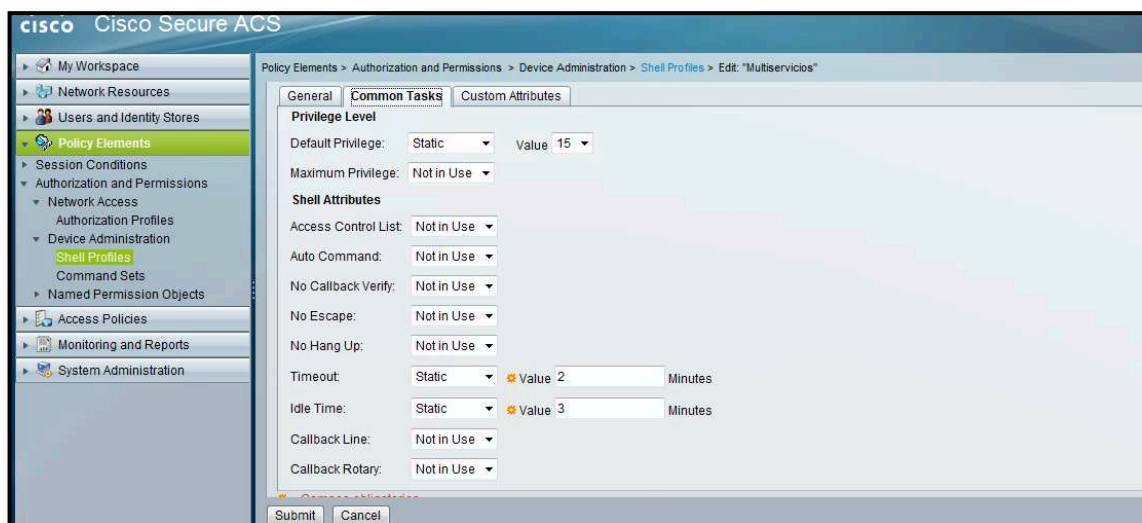 CISCO Cisco Secure ACS
My Workspace
Network Resources
Users and Identity Stores
Policy Elements
Session Conditions
Authorization and Permissions
Network Access
Authorization Profiles
Device Administration
Shell Profiles
Command Sets
Named Permission Objects
Access Policies
Monitoring and Reports
System Administration
Policy Elements > Authorization and Permissions > Device Administration > Shell Profiles > Edit: "Multiservicios"
General Common Tasks Custom Attributes
Privilege Level
Default Privilege: Static Value 15
Maximum Privilege: Not in Use
Shell Attributes
Access Control List: Not in Use
Auto Command: Not in Use
No Callback Verify: Not in Use
No Escape: Not in Use
No Hang Up: Not in Use
Timeout: Static Value 2 Minutes
Idle Time: Static Value 3 Minutes
Callback Line: Not in Use
Callback Rotary: Not in Use
Submit Cancel